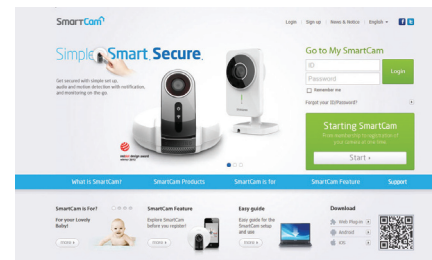 SmartCam
Login Sign up News & Notice English
Simple. Smart. Secure.
Get secured with simple set up,
audio and motion detection with notification,
and monitoring on the go.
Go to My SmartCam
ID
Password
Login
Remember me
Forgot your ID/Password?
Starting SmartCam
Start
What is SmartCam?
SmartCam Products
SmartCam is for
SmartCam Feature
Support
SmartCam is For?
For your Lovely
Baby!
more
SmartCam Feature
Explore SmartCam
before you register!
more
Easy guide
Easy guide for the
SmartCam setup
and use
more
Download
Web Plug-in
Android
iOS